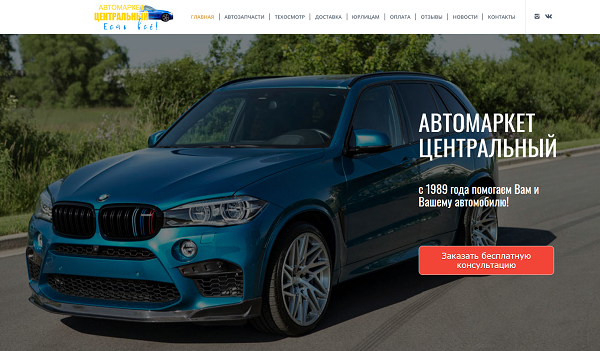 АВТОМАРКЕТ
ЦЕНТРАЛЬНЫЙ
Есть всё!
ГЛАВНАЯ | АВТОЗАПЧАСТИ | ТЕХОСМОТР | ДОСТАВКА | ЮРЛИЦАМ | ОПЛАТА | ОТЗЫВЫ | НОВОСТИ | КОНТАКТЫ
АВТОМАРКЕТ
ЦЕНТРАЛЬНЫЙ
с 1989 года помогаем Вам и
Вашему автомобилю!
Заказать бесплатную
консультацию